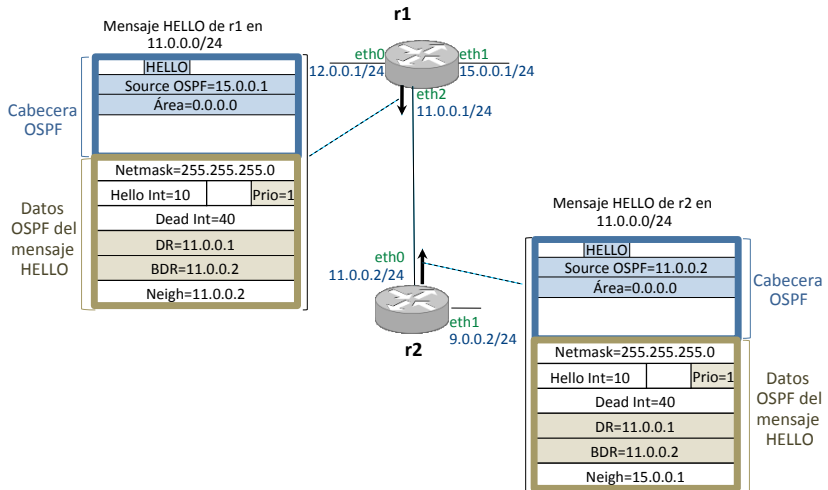 r1
Mensaje HELLO de r1 en
11.0.0.0/24
HELLO
Source OSPF=15.0.0.1
Área=0.0.0.0
Cabecera
OSPF
Netmask=255.255.255.0
Hello Int=10
Prio=1
Dead Int=40
DR=11.0.0.1
BDR=11.0.0.2
Neigh=11.0.0.2
Datos
OSPF del
mensaje
HELLO
eth0
12.0.0.1/24
eth1
15.0.0.1/24
eth2
11.0.0.1/24
eth0
11.0.0.2/24
eth1
9.0.0.2/24
r2
Mensaje HELLO de r2 en
11.0.0.0/24
HELLO
Source OSPF=11.0.0.2
Área=0.0.0.0
Cabecera
OSPF
Netmask=255.255.255.0
Hello Int=10
Prio=1
Dead Int=40
DR=11.0.0.1
BDR=11.0.0.2
Neigh=15.0.0.1
Datos
OSPF del
mensaje
HELLO